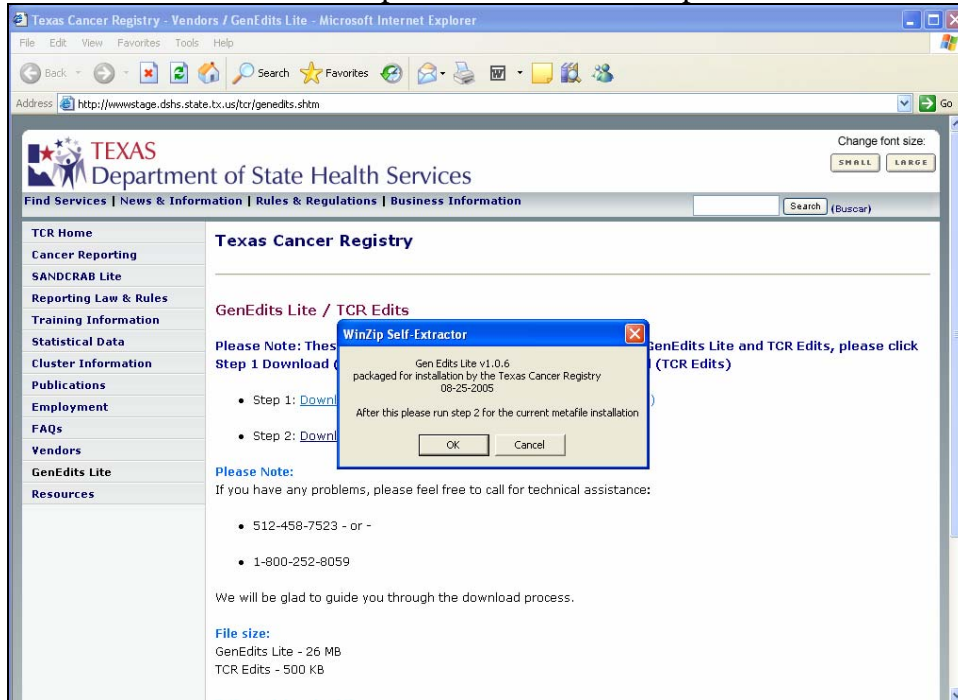 Texas Cancer Registry - Vendors / GenEdits Lite - Microsoft Internet Explorer
File Edit View Favorites Tools Help
Back Search Favorites
Address http://wwwstage.dshs.state.tx.us/tcr/genedits.shtm Go
Change font size:
SMALL LARGE
TEXAS
Department of State Health Services
Find Services | News & Information | Rules & Regulations | Business Information Search (Buscar)
TCR Home
Cancer Reporting
SANDCRAB Lite
Reporting Law & Rules
Training Information
Statistical Data
Cluster Information
Publications
Employment
FAQs
Vendors
GenEdits Lite
Resources
Texas Cancer Registry
GenEdits Lite / TCR Edits
Please Note: Thes GenEdits Lite and TCR Edits, please click
Step 1 Download ( (TCR Edits)
Step 1: Downl )
Step 2: Downl
WinZip Self-Extractor
Gen Edits Lite v1.0.6
packaged for installation by the Texas Cancer Registry
08-25-2005
After this please run step 2 for the current metafile installation
OK Cancel
Please Note:
If you have any problems, please feel free to call for technical assistance:
512-458-7523 - or -
1-800-252-8059
We will be glad to guide you through the download process.
File size:
GenEdits Lite - 26 MB
TCR Edits - 500 KB